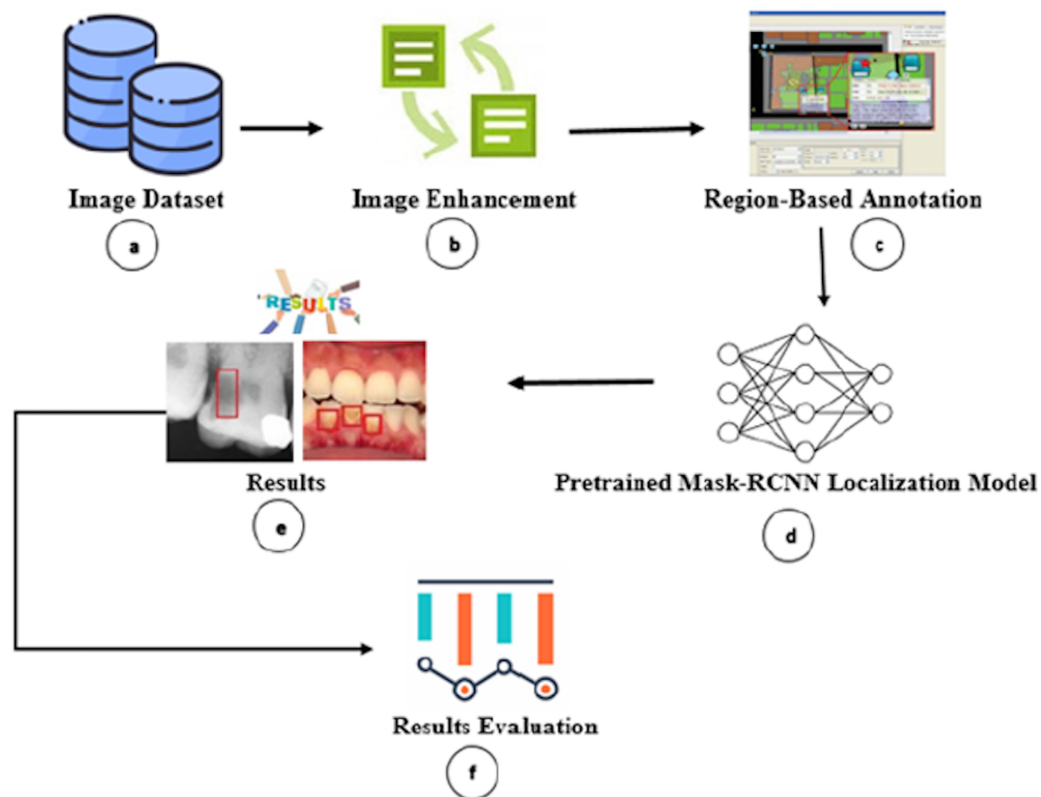 Image Dataset
a
Image Enhancement
b
Region-Based Annotation
c
RESULTS
Results
e
Pretrained Mask-RCNN Localization Model
d
Results Evaluation
f